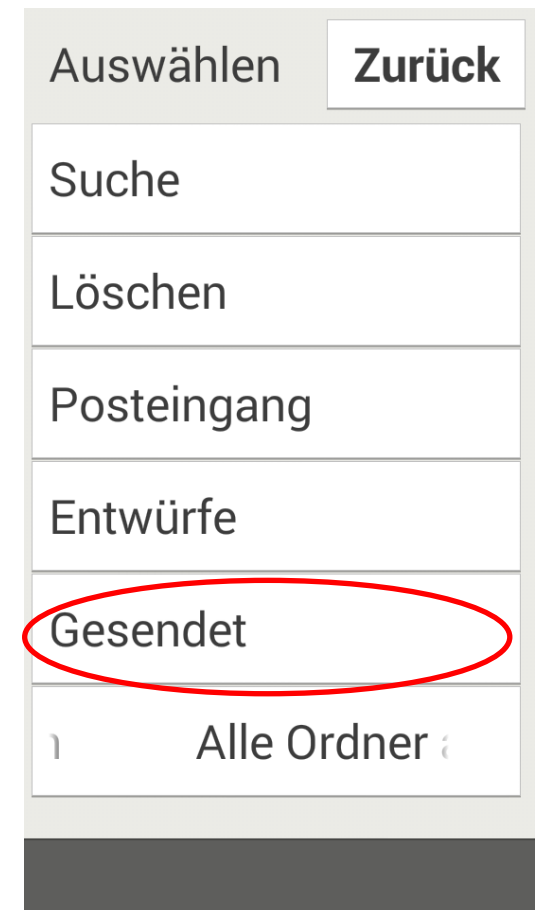 Auswählen Zurück
Suche
Löschen
Posteingang
Entwürfe
Gesendet
Alle Ordner